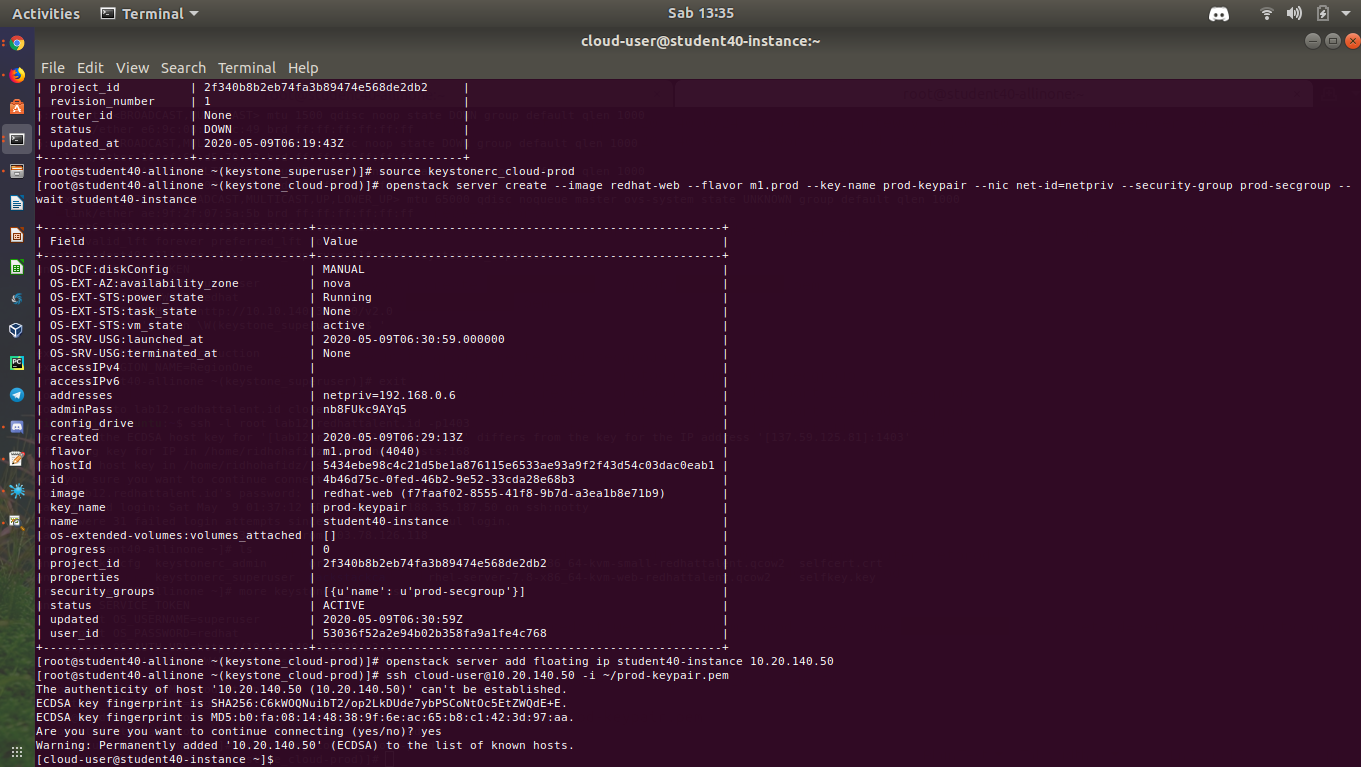 Activities Terminal Sab 13:35
cloud-user@student40-instance:~
File Edit View Search Terminal Help
| project_id | 2f340b8b2eb74fa3b89474e568de2db2 |
| revision_number | 1 |
| router_id | None |
| status | DOWN |
| updated_at | 2020-05-09T06:19:43Z |
+----------------------+--------------------------------------+
[root@student40-allinone ~(keystone_superuser)]# source keystonerc_cloud-prod
[root@student40-allinone ~(keystone_cloud-prod)]# openstack server create --image redhat-web --flavor m1.prod --key-name prod-keypair --nic net-id=netpriv --security-group prod-secgroup --
wait student40-instance
+--------------------------------------+----------------------------------------------------------+
| Field | Value |
+--------------------------------------+----------------------------------------------------------+
| OS-DCF:diskConfig | MANUAL |
| OS-EXT-AZ:availability_zone | nova |
| OS-EXT-STS:power_state | Running |
| OS-EXT-STS:task_state | None |
| OS-EXT-STS:vm_state | active |
| OS-SRV-USG:launched_at | 2020-05-09T06:30:59.000000 |
| OS-SRV-USG:terminated_at | None |
| accessIPv4 | |
| accessIPv6 | |
| addresses | netpriv=192.168.0.6 |
| adminPass | nb8FUkc9AYq5 |
| config_drive | |
| created | 2020-05-09T06:29:13Z |
| flavor | m1.prod (4040) |
| hostId | 5434ebe98c4c21d5be1a876115e6533ae93a9f2f43d54c03dac0eab1 |
| id | 4b46d75c-0fed-46b2-9e52-33cda28e68b3 |
| image | redhat-web (f7faaf02-8555-41f8-9b7d-a3ea1b8e71b9) |
| key_name | prod-keypair |
| name | student40-instance |
| os-extended-volumes:volumes_attached | [] |
| progress | 0 |
| project_id | 2f340b8b2eb74fa3b89474e568de2db2 |
| properties | |
| security_groups | [{u'name': u'prod-secgroup'}] |
| status | ACTIVE |
| updated | 2020-05-09T06:30:59Z |
| user_id | 53036f52a2e94b02b358fa9a1fe4c768 |
+--------------------------------------+----------------------------------------------------------+
[root@student40-allinone ~(keystone_cloud-prod)]# openstack server add floating ip student40-instance 10.20.140.50
[root@student40-allinone ~(keystone_cloud-prod)]# ssh cloud-user@10.20.140.50 -i ~/prod-keypair.pem
The authenticity of host '10.20.140.50 (10.20.140.50)' can't be established.
ECDSA key fingerprint is SHA256:C6kWOQNuibT2/op2LkDUde7ybPSCoNtOc5EtZWQdE+E.
ECDSA key fingerprint is MD5:b0:fa:08:14:48:38:9f:6e:ac:65:b8:c1:42:3d:97:aa.
Are you sure you want to continue connecting (yes/no)? yes
Warning: Permanently added '10.20.140.50' (ECDSA) to the list of known hosts.
[cloud-user@student40-instance ~]$